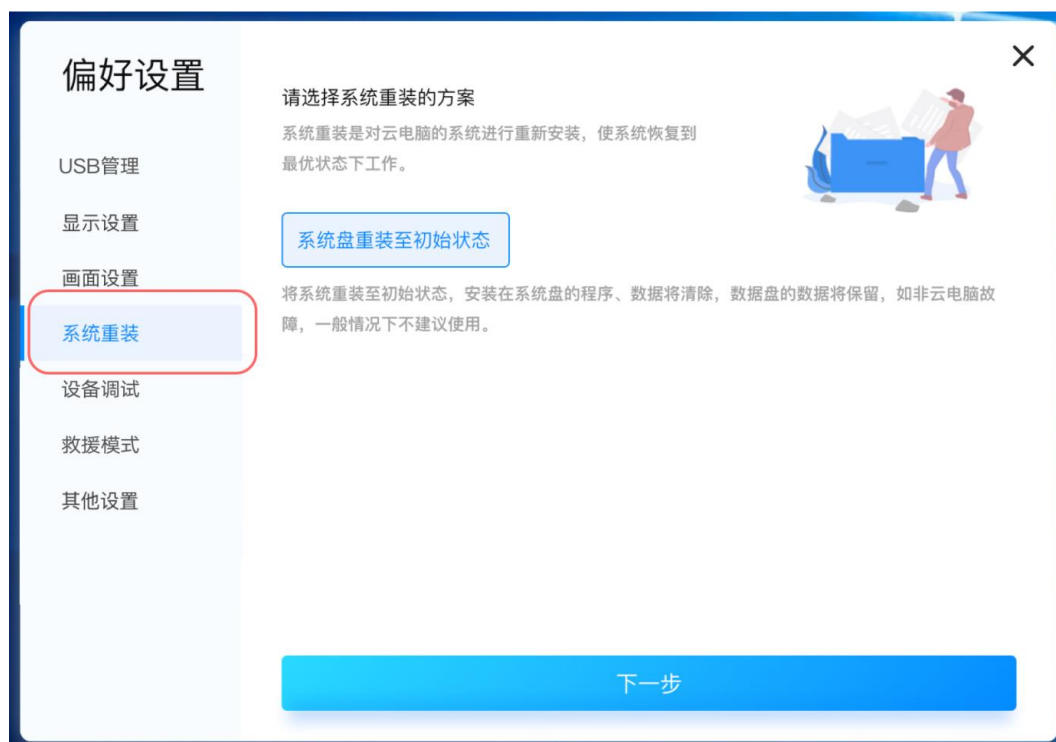 偏好设置
USB管理
显示设置
画面设置
系统重装
设备调试
救援模式
其他设置
请选择系统重装的方案
系统重装是对云电脑的系统进行重新安装，使系统恢复到
最优状态下工作。
系统盘重装至初始状态
将系统重装至初始状态，安装在系统盘的程序、数据将清除，数据盘的数据将保留，如非云电脑故
障，一般情况下不建议使用。
下一步